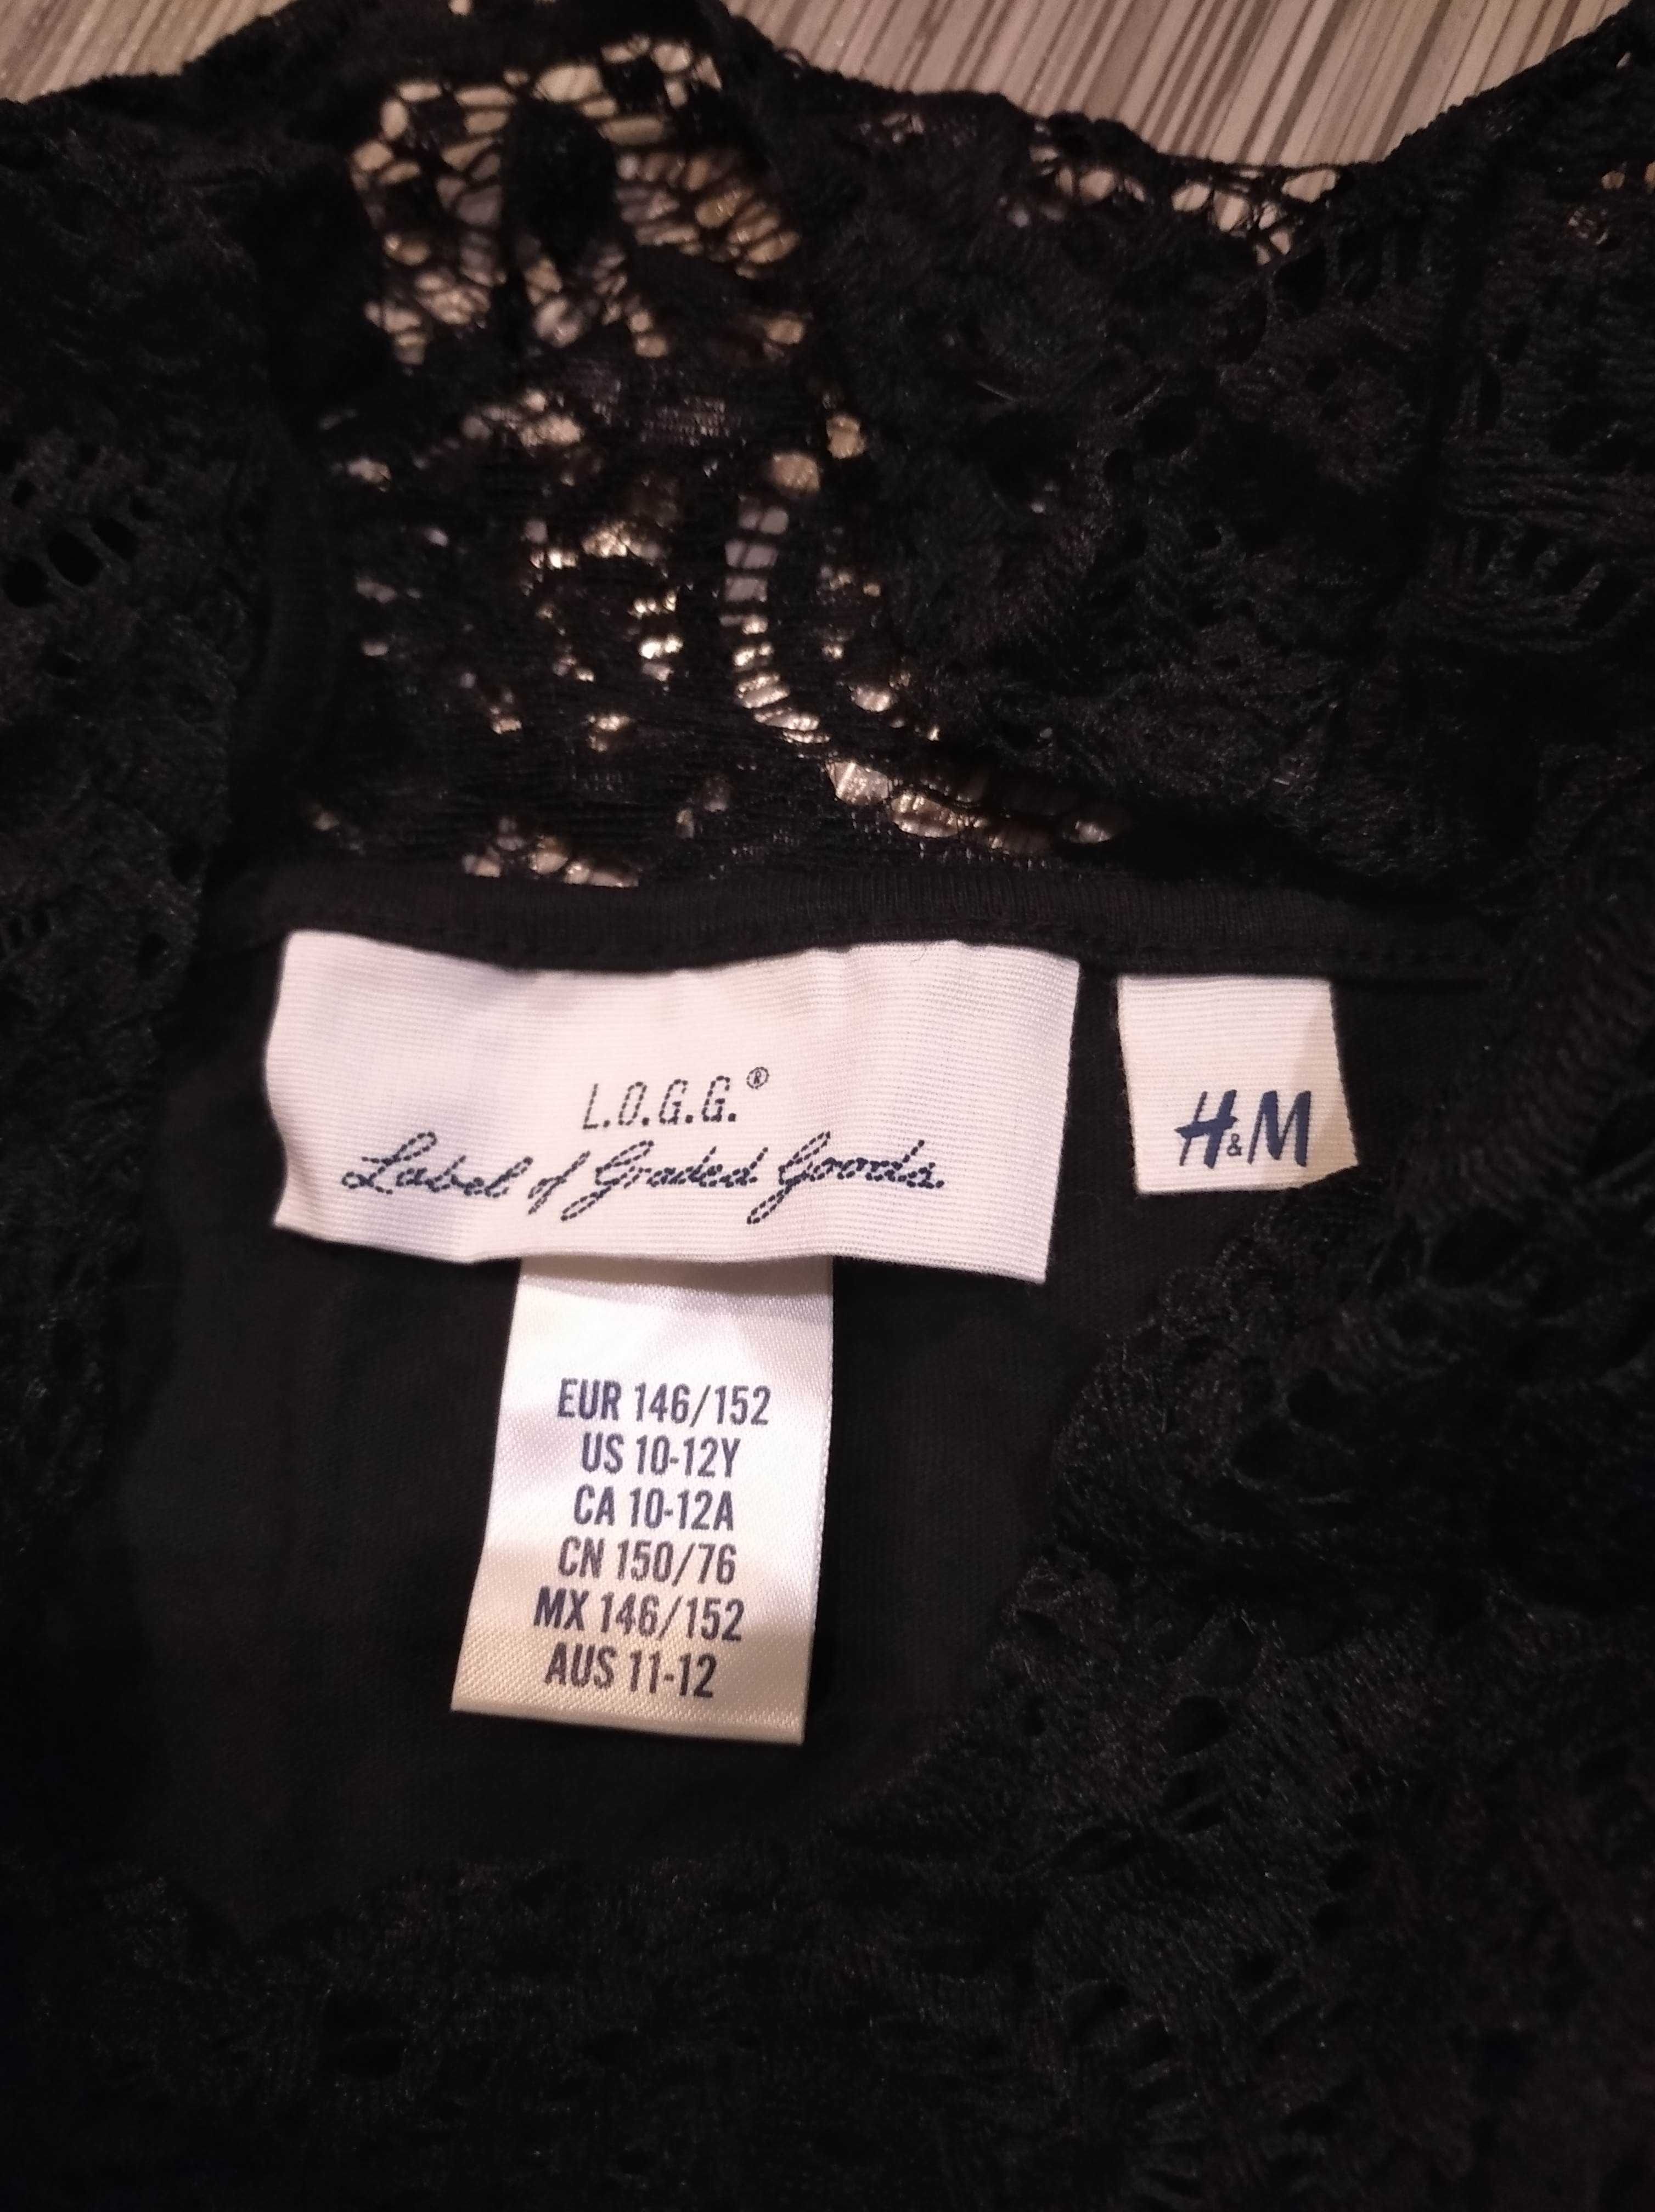 L.O.G.G.®
Label of Graded Goods.
H&M
EUR 146/152
US 10-12Y
CA 10-12A
CN 150/76
MX 146/152
AUS 11-12